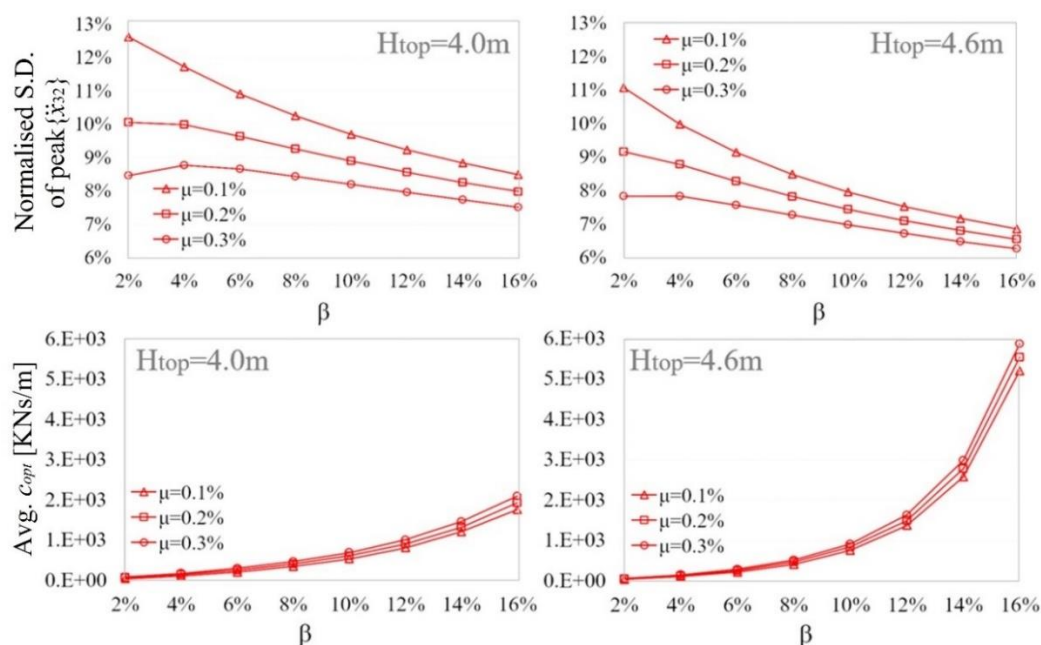 Normalised S.D.
of peak{ẍ32}
13%
12%
11%
10%
9%
8%
7%
6%
Htop=4.0m
μ=0.1%
μ=0.2%
μ=0.3%
2% 4% 6% 8% 10% 12% 14% 16%
β
13%
12%
11%
10%
9%
8%
7%
6%
Htop=4.6m
μ=0.1%
μ=0.2%
μ=0.3%
2% 4% 6% 8% 10% 12% 14% 16%
β
Avg. copt [KNs/m]
6.E+03
5.E+03
4.E+03
3.E+03
2.E+03
1.E+03
0.E+00
Htop=4.0m
μ=0.1%
μ=0.2%
μ=0.3%
2% 4% 6% 8% 10% 12% 14% 16%
β
6.E+03
5.E+03
4.E+03
3.E+03
2.E+03
1.E+03
0.E+00
Htop=4.6m
μ=0.1%
μ=0.2%
μ=0.3%
2% 4% 6% 8% 10% 12% 14% 16%
β